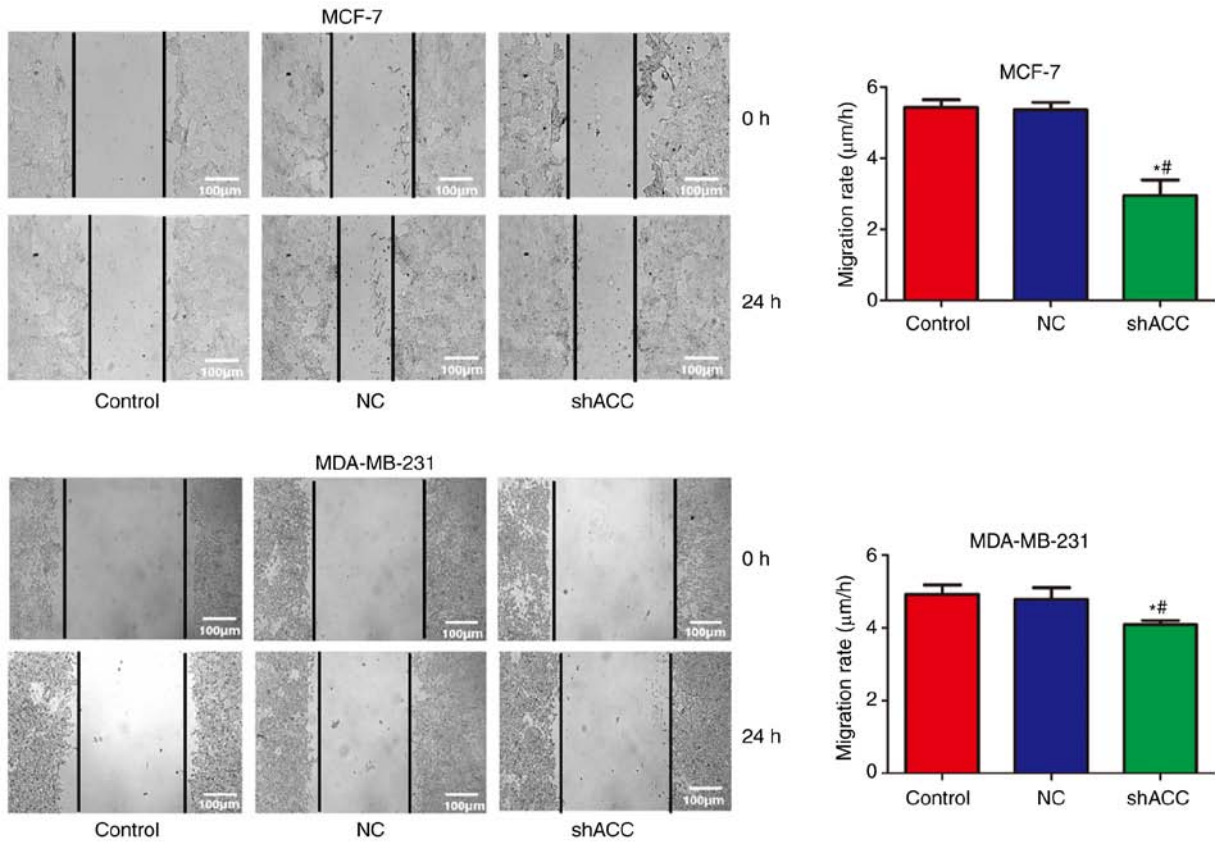 MCF-7
100µm 100µm 100µm
0 h
100µm 100µm 100µm
24 h
Control NC shACC
MCF-7
Migration rate (µm/h)
6
4
2
0
*#
Control NC shACC
MDA-MB-231
100µm 100µm 100µm
0 h
100µm 100µm 100µm
24 h
Control NC shACC
MDA-MB-231
Migration rate (µm/h)
6
4
2
0
*#
Control NC shACC